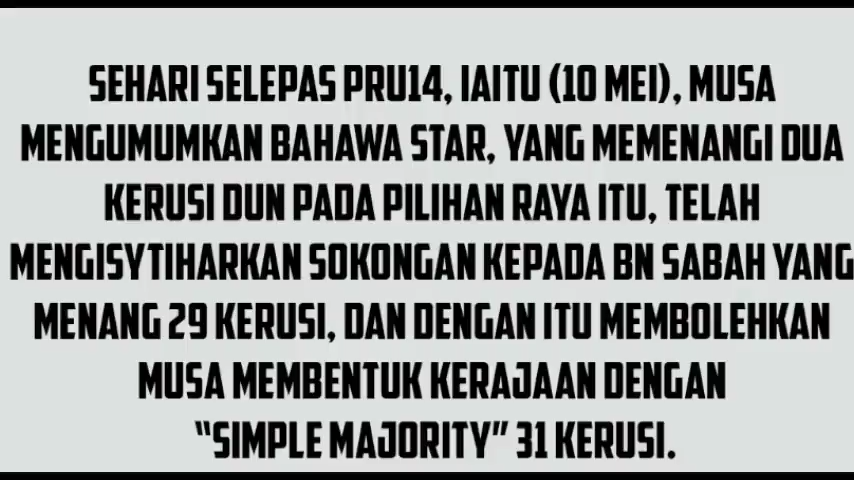 SEHARI SELEPAS PRU14, IAITU (10 MEI), MUSA
MENGUMUMKAN BAHAWA STAR, YANG MEMENANGI DUA
KERUSI DUN PADA PILIHAN RAYA ITU, TELAH
MENGISYTIHARKAN SOKONGAN KEPADA BN SABAH YANG
MENANG 29 KERUSI, DAN DENGAN ITU MEMBOLEHKAN
MUSA MEMBENTUK KERAJAAN DENGAN
“SIMPLE MAJORITY” 31 KERUSI.